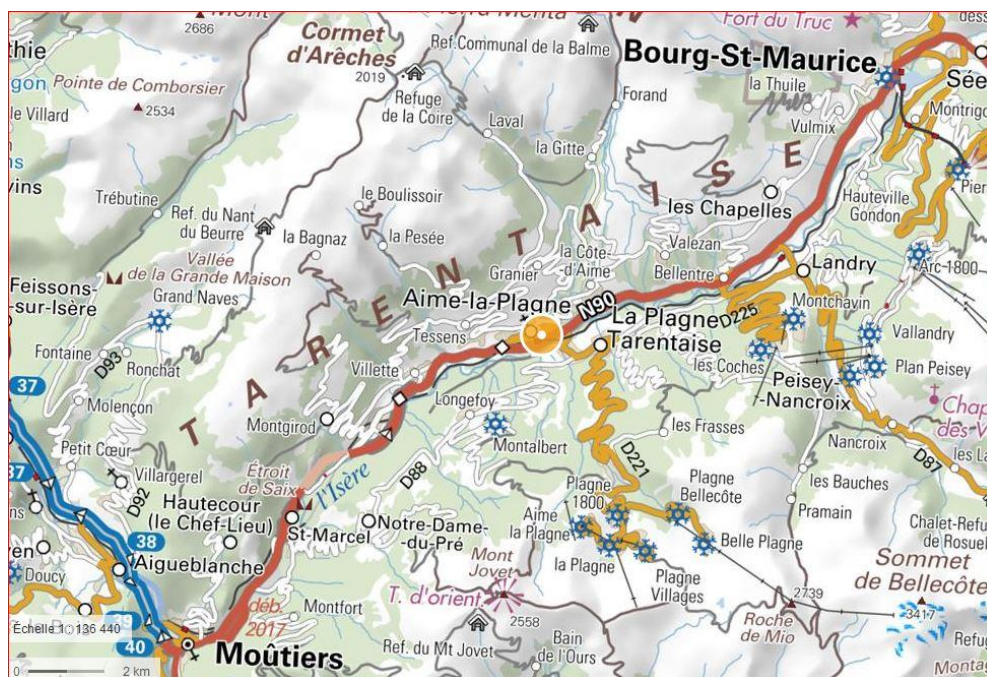 Mont
2686
Cormet
d'Arêches
2019
Ref.Communal de la Balme
Fort du Truc
Bourg-St-Maurice
la Thuile
Sée
Pointe de Comborsier
2534
le Villard
Refuge
de la Coire
Laval
Forand
la Gitte
Vulmix
Montrigo
Trébutine
Ref. du Nant
du Beurre
le Boulissoir
la Bagnaz
la Pesée
les Chapelles
Hauteville
Gondon
TARENTAISE
Vallée
de la Grande Maison
Grand Naves
Feissons-
-sur-Isère
Granier
la Côte-
-d'Aime
Valezan
Bellentre
Landry
Arc 1800
Aime-la-Plagne
N90
Tessens
La Plagne
Tarentaise
D225
Montchavin
Vallandry
Fontaine
D93
Ronchat
Villette
les Coches
Plan Peisey
Peisey-
-Nancroix
37
Molençon
Longefoy
Montalbert
Montgirod
les Frasses
Nancroix
D87
Petit Cœur
37
Villargerel
D92
Étroit
de Saix
l'Isère
D88
D221
les Bauches
Hautecour
(le Chef-Lieu)
St-Marcel
Notre-Dame-
-du-Pré
Plagne
1800
Plagne
Bellecôte
Pramain
Aime
la Plagne
Belle Plagne
Chalet-Refu
de Rosuel
38
Aigueblanche
Doucy
la Plagne
Plagne
Villages
Mont
Jovet
Sommet
de Bellecôte
T. d'orient
2558
2739
Roche
de Mio
3417
Montfort
déb.
2017
Échelle 1 : 136 440
39
40
Moûtiers
Ref. du Mt Jovet
Bain
de l'Ours
Refug
Montag
0
2 km